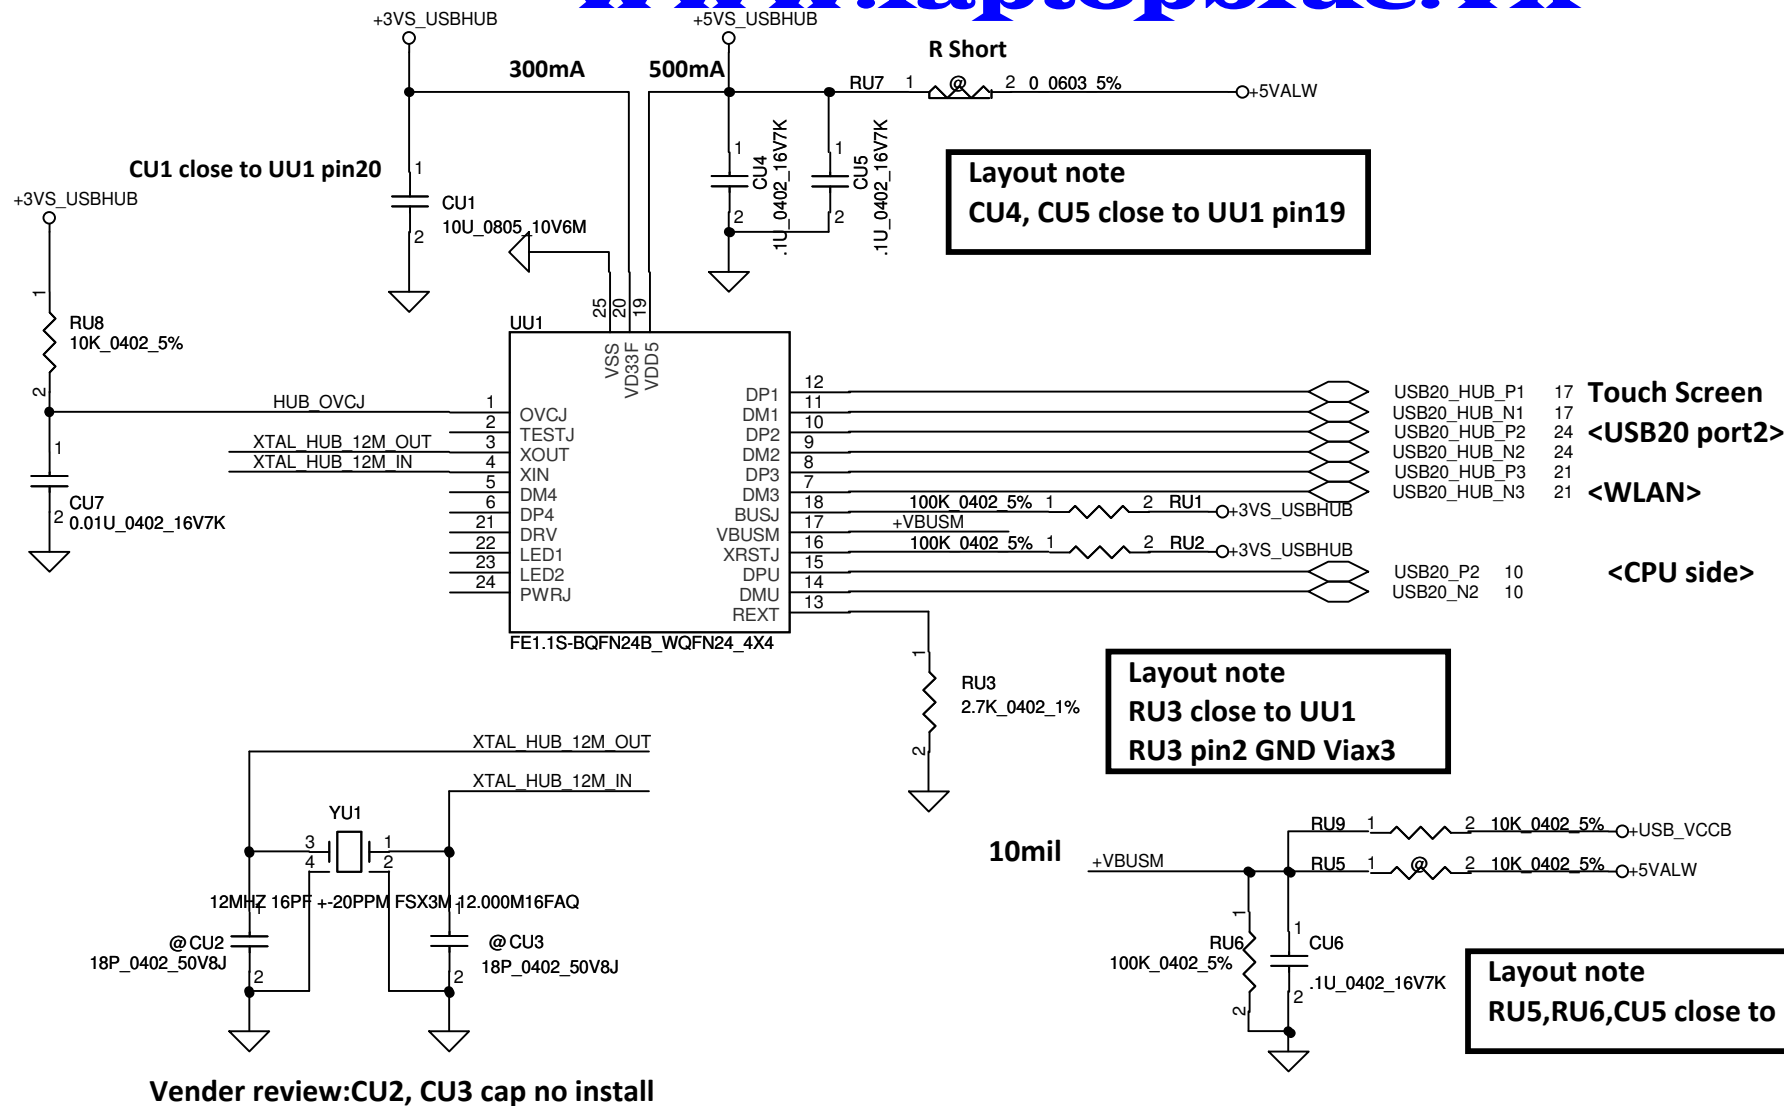 +3VS_USBHUB
+5VS_USBHUB
R Short
300mA
500mA
RU7 1 @ 2 0_0603_5%
+5VALW
CU1 close to UU1 pin20
1
CU1
10U_0805_10V6M
2
1
CU4
.1U_0402_16V7K
2
1
CU5
.1U_0402_16V7K
2
Layout note
CU4, CU5 close to UU1 pin19
+3VS_USBHUB
1
RU8
10K_0402_5%
2
25
20
19
UU1
VSS
VD33F
VDD5
HUB_OVCJ 1 OVCJ
2 TESTJ
XTAL_HUB_12M_OUT 3 XOUT
XTAL_HUB_12M_IN 4 XIN
5 DM4
6 DP4
21 DRV
22 LED1
23 LED2
24 PWRJ
1
CU7
2 0.01U_0402_16V7K
DP1 12 USB20_HUB_P1 17 Touch Screen
DM1 11 USB20_HUB_N1 17
DP2 10 USB20_HUB_P2 24 <USB20 port2>
DM2 9 USB20_HUB_N2 24
DP3 8 USB20_HUB_P3 21
DM3 7 USB20_HUB_N3 21 <WLAN>
BUSJ 18 100K_0402_5% 1 2 RU1 +3VS_USBHUB
VBUSM 17 +VBUSM
XRSTJ 16 100K_0402_5% 1 2 RU2 +3VS_USBHUB
DPU 15 USB20_P2 10 <CPU side>
DMU 14 USB20_N2 10
REXT 13
FE1.1S-BQFN24B_WQFN24_4X4
1
RU3
2.7K_0402_1%
2
Layout note
RU3 close to UU1
RU3 pin2 GND Viax3
XTAL_HUB_12M_OUT
XTAL_HUB_12M_IN
YU1
3 1
4 2
12MHZ 16PF +-20PPM FSX3M 12.000M16FAQ
1
@ CU2
18P_0402_50V8J
2
1
@ CU3
18P_0402_50V8J
2
Vender review:CU2, CU3 cap no install
10mil
+VBUSM
RU9 1 2 10K_0402_5% +USB_VCCB
RU5 1 @ 2 10K_0402_5% +5VALW
1
RU6
100K_0402_5%
2
1
CU6
.1U_0402_16V7K
2
Layout note
RU5,RU6,CU5 close to